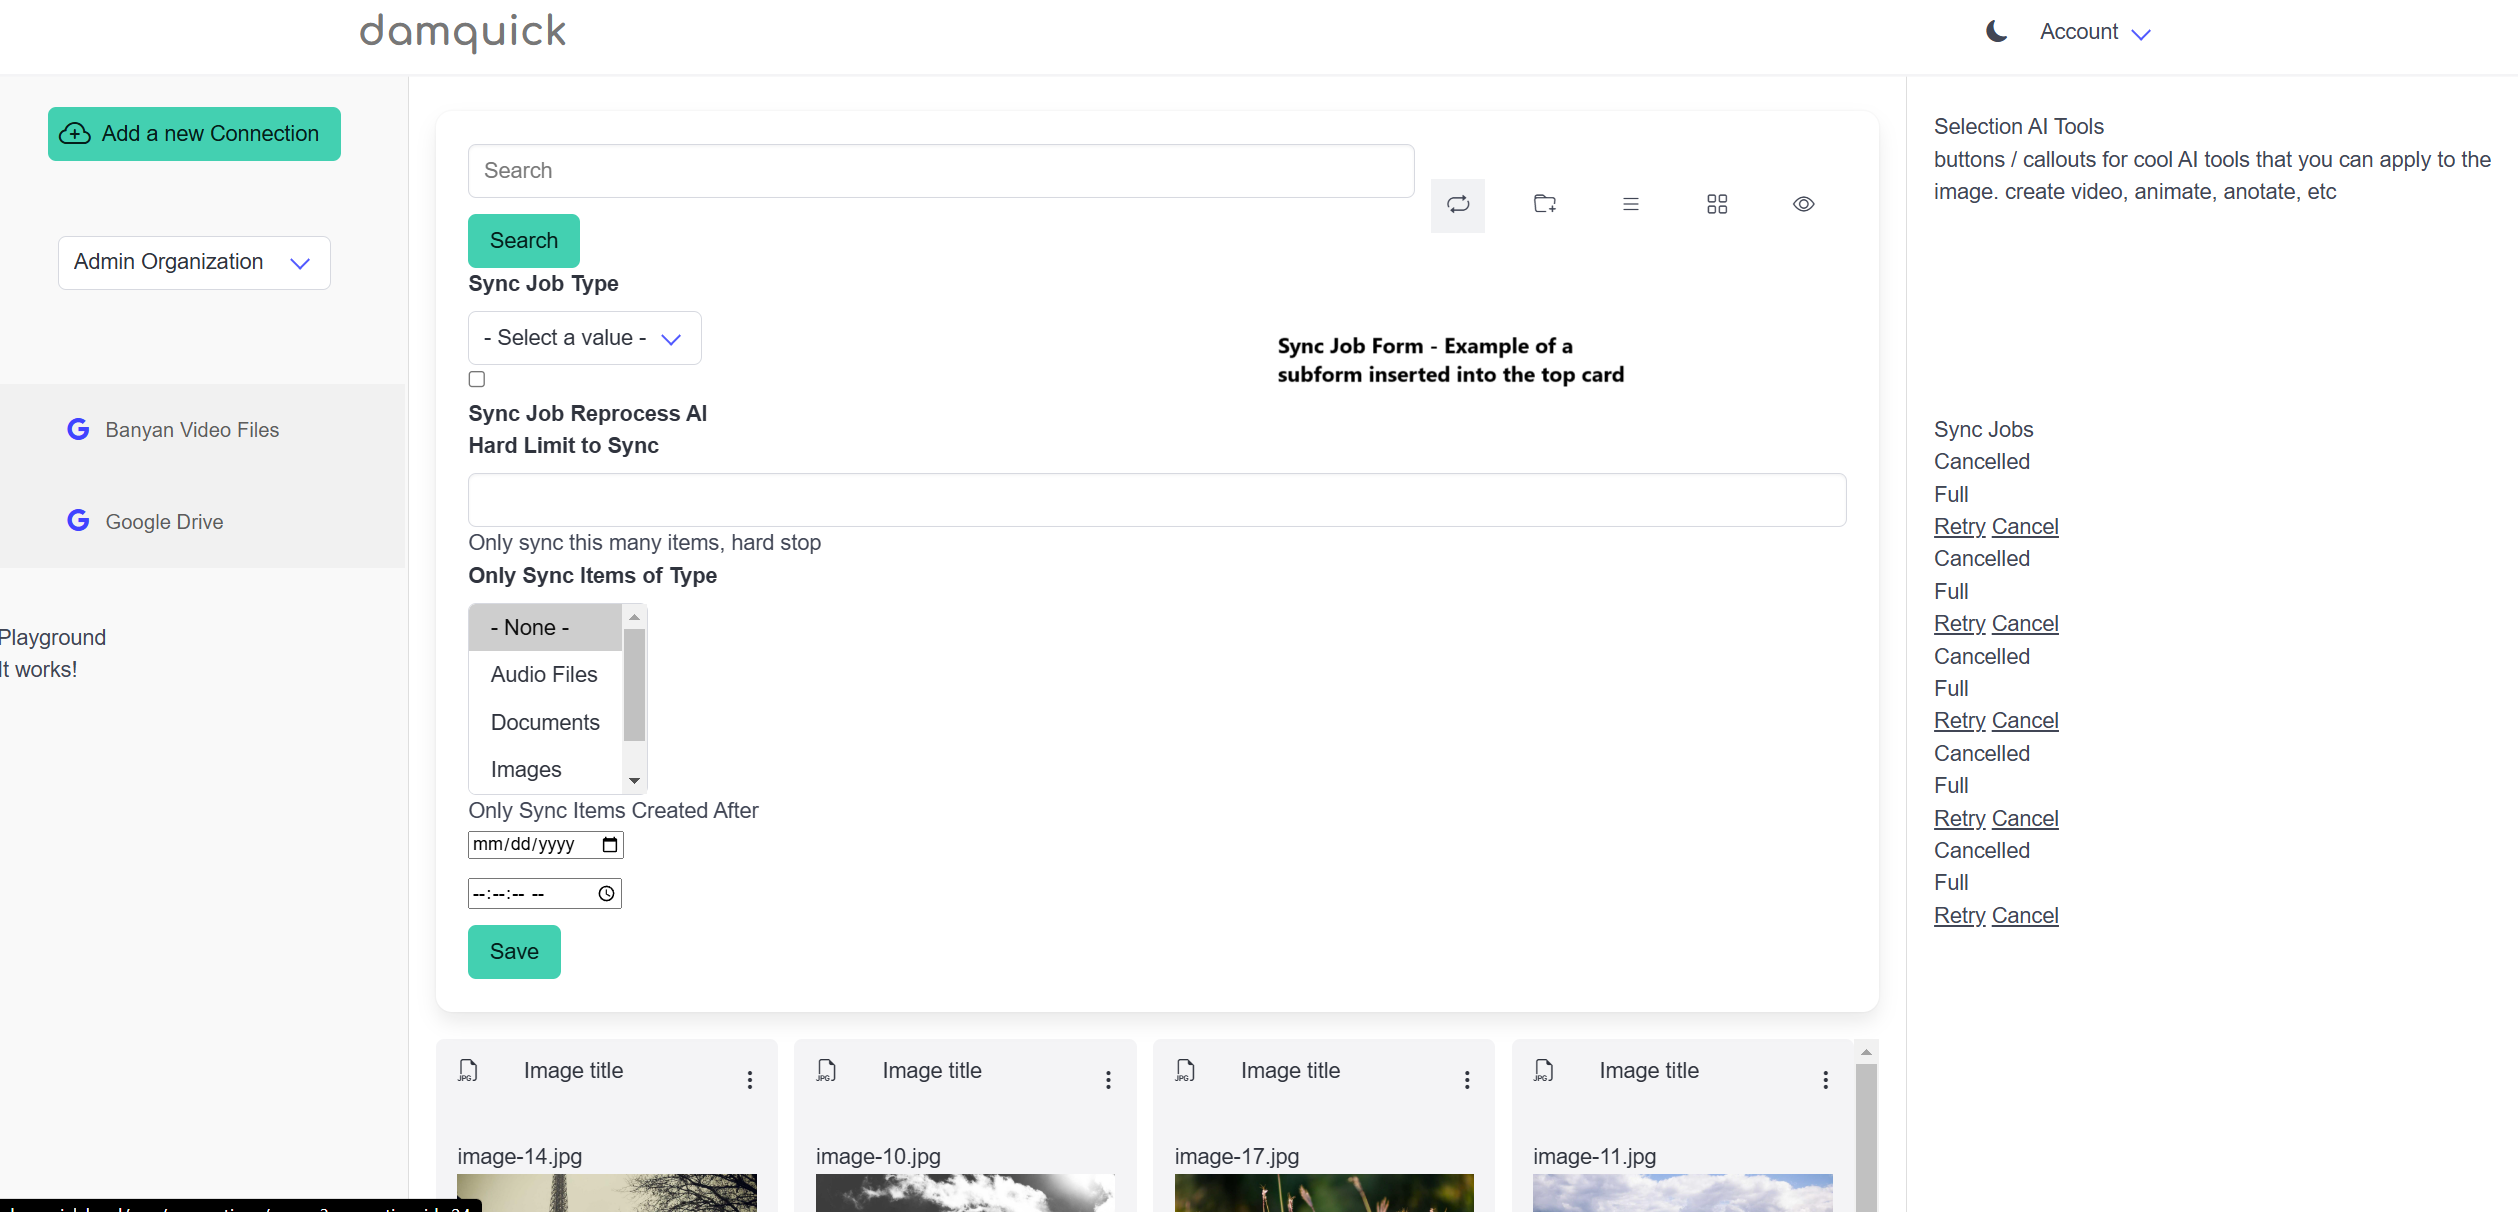 damquick
Account
Add a new Connection
Admin Organization
Banyan Video Files
Google Drive
Playground
It works!
Search
Search
Sync Job Type
- Select a value -
Sync Job Form - Example of a
subform inserted into the top card
Sync Job Reprocess AI
Hard Limit to Sync
Only sync this many items, hard stop
Only Sync Items of Type
- None -
Audio Files
Documents
Images
Only Sync Items Created After
mm/dd/yyyy
--:--:-- --
Save
JPG Image title
image-14.jpg
JPG Image title
image-10.jpg
JPG Image title
image-17.jpg
JPG Image title
image-11.jpg
Selection AI Tools
buttons / callouts for cool AI tools that you can apply to the
image. create video, animate, anotate, etc
Sync Jobs
Cancelled
Full
Retry Cancel
Cancelled
Full
Retry Cancel
Cancelled
Full
Retry Cancel
Cancelled
Full
Retry Cancel
Cancelled
Full
Retry Cancel